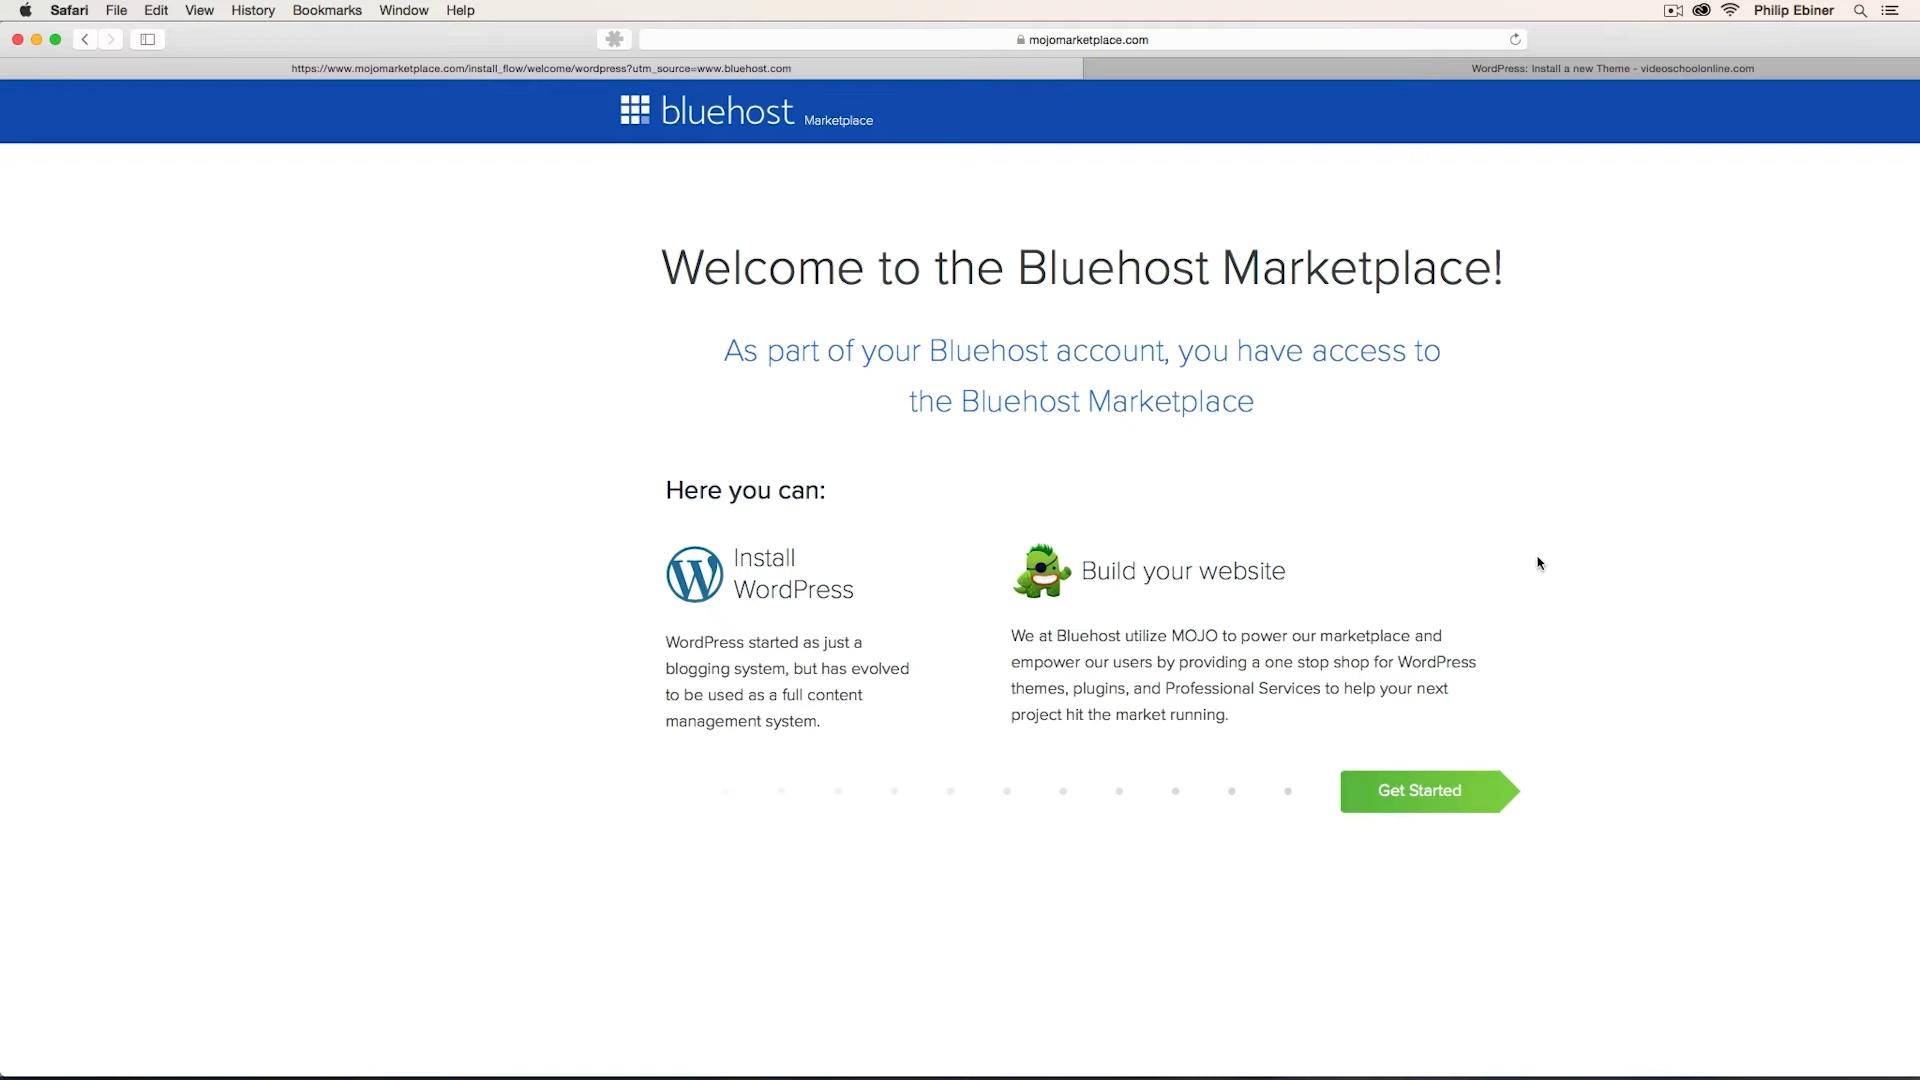 Safari File Edit View History Bookmarks Window Help Philip Ebiner
mojomarketplace.com
https://www.mojomarketplace.com/install_flow/welcome/wordpress?utm_source=www.bluehost.com
WordPress: Install a new Theme - videoschoolonline.com
bluehost Marketplace
Welcome to the Bluehost Marketplace!
As part of your Bluehost account, you have access to
the Bluehost Marketplace
Here you can:
Install
WordPress
WordPress started as just a
blogging system, but has evolved
to be used as a full content
management system.
Build your website
We at Bluehost utilize MOJO to power our marketplace and
empower our users by providing a one stop shop for WordPress
themes, plugins, and Professional Services to help your next
project hit the market running.
Get Started